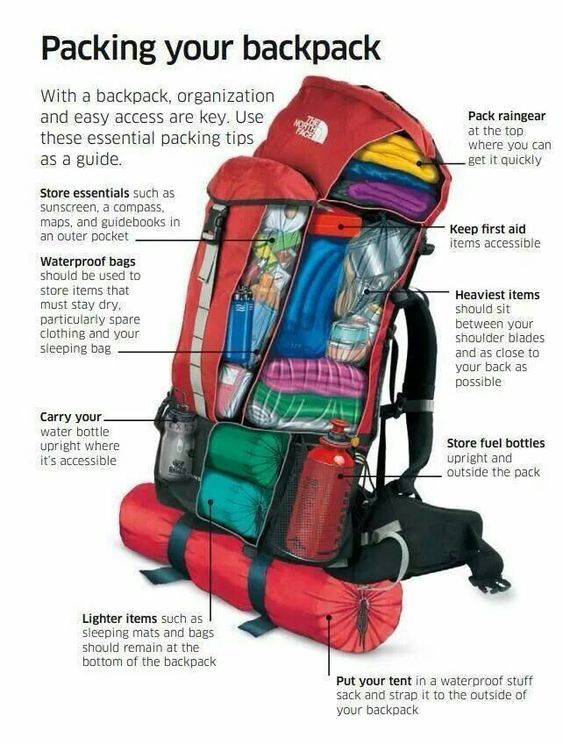 Packing your backpack
With a backpack, organization
and easy access are key. Use
these essential packing tips
as a guide.
THE
NORTH
FACE
Pack raingear
at the top
where you can
get it quickly
Store essentials such as
sunscreen, a compass,
maps, and guidebooks in
an outer pocket
Keep first aid
items accessible
Waterproof bags
should be used to
store items that
must stay dry,
particularly spare
clothing and your
sleeping bag
Heaviest items
should sit
between your
shoulder blades
and as close to
your back as
possible
Carry your
water bottle
upright where
it's accessible
Store fuel bottles
upright and
outside the pack
Lighter items such as
sleeping mats and bags
should remain at the
bottom of the backpack
Put your tent in a waterproof stuff
sack and strap it to the outside of
your backpack